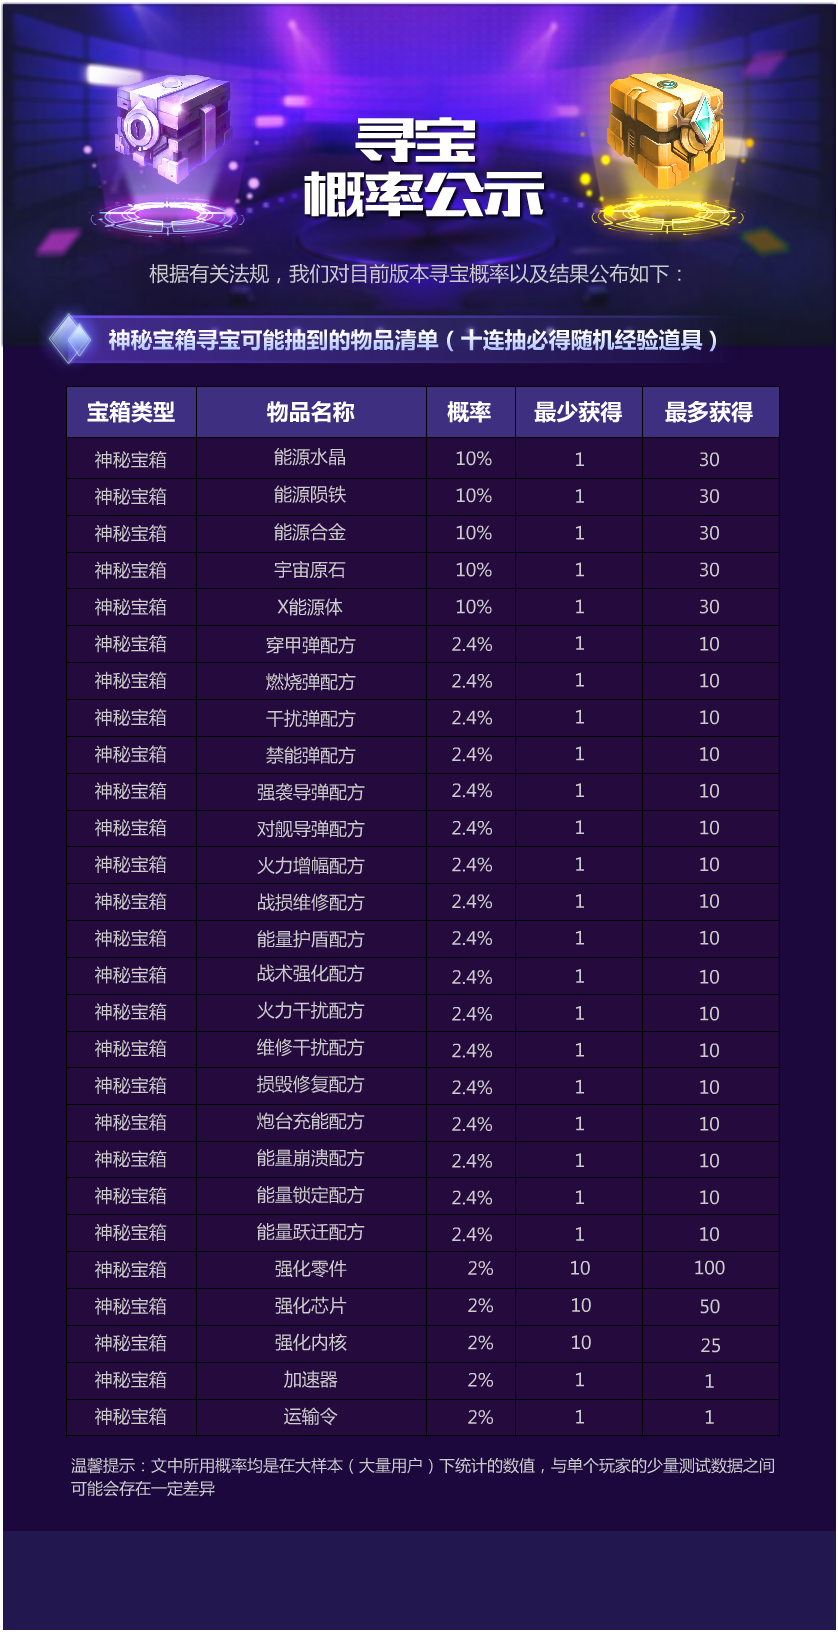 寻宝
概率公示
根据有关法规，我们对目前版本寻宝概率以及结果公布如下：
神秘宝箱寻宝可能抽到的物品清单（十连抽必得随机经验道具）
宝箱类型 物品名称 概率 最少获得 最多获得
神秘宝箱 能源水晶 10% 1 30
神秘宝箱 能源陨铁 10% 1 30
神秘宝箱 能源合金 10% 1 30
神秘宝箱 宇宙原石 10% 1 30
神秘宝箱 X能源体 10% 1 30
神秘宝箱 穿甲弹配方 2.4% 1 10
神秘宝箱 燃烧弹配方 2.4% 1 10
神秘宝箱 干扰弹配方 2.4% 1 10
神秘宝箱 禁能弹配方 2.4% 1 10
神秘宝箱 强袭导弹配方 2.4% 1 10
神秘宝箱 对舰导弹配方 2.4% 1 10
神秘宝箱 火力增幅配方 2.4% 1 10
神秘宝箱 战损维修配方 2.4% 1 10
神秘宝箱 能量护盾配方 2.4% 1 10
神秘宝箱 战术强化配方 2.4% 1 10
神秘宝箱 火力干扰配方 2.4% 1 10
神秘宝箱 维修干扰配方 2.4% 1 10
神秘宝箱 损毁修复配方 2.4% 1 10
神秘宝箱 炮台充能配方 2.4% 1 10
神秘宝箱 能量崩溃配方 2.4% 1 10
神秘宝箱 能量锁定配方 2.4% 1 10
神秘宝箱 能量跃迁配方 2.4% 1 10
神秘宝箱 强化零件 2% 10 100
神秘宝箱 强化芯片 2% 10 50
神秘宝箱 强化内核 2% 10 25
神秘宝箱 加速器 2% 1 1
神秘宝箱 运输令 2% 1 1
温馨提示：文中所用概率均是在大样本（大量用户）下统计的数值，与单个玩家的少量测试数据之间
可能会存在一定差异